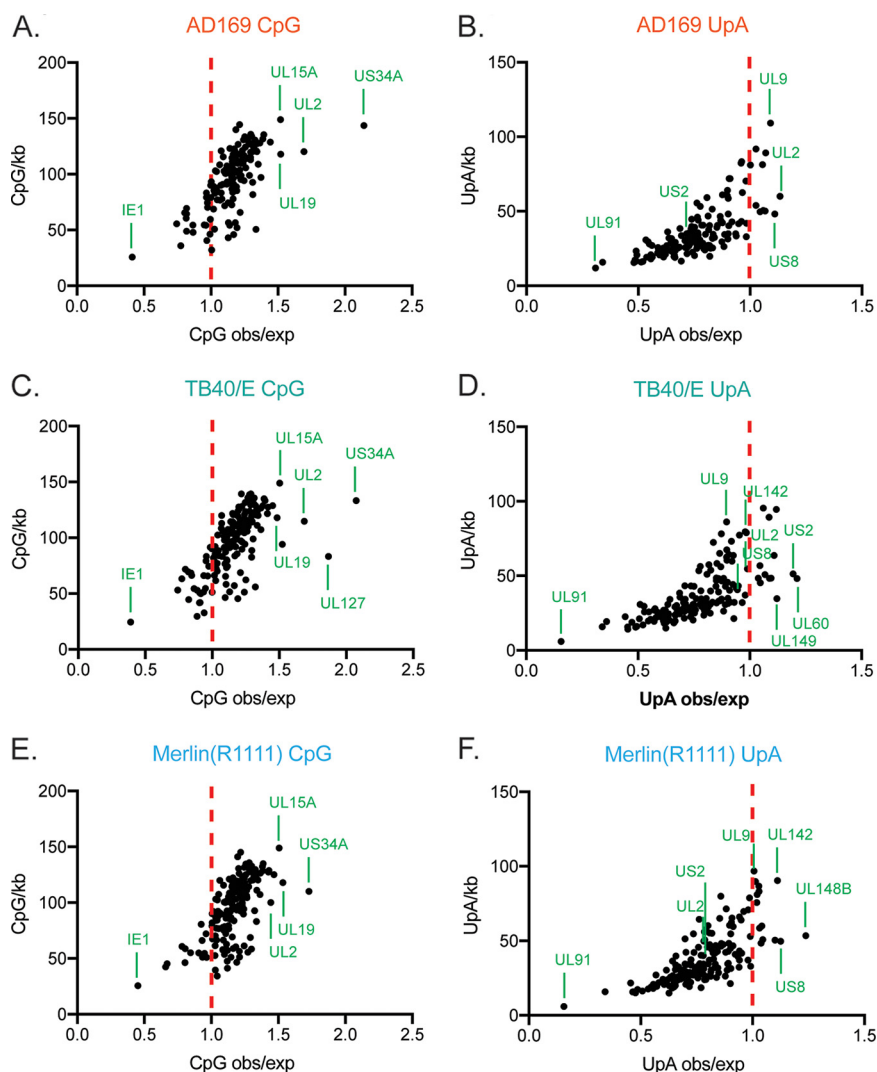 A. AD169 CpG
200
150
100
50
0
CpG/kb
UL15A
US34A
UL2
UL19
IE1
0.0 0.5 1.0 1.5 2.0 2.5
CpG obs/exp
B. AD169 UpA
150
100
50
0
UpA/kb
UL9
UL2
US2
UL91
US8
0.0 0.5 1.0 1.5
UpA obs/exp
C. TB40/E CpG
200
150
100
50
0
CpG/kb
UL15A
US34A
UL2
UL19
IE1
UL127
0.0 0.5 1.0 1.5 2.0 2.5
CpG obs/exp
D. TB40/E UpA
150
100
50
0
UpA/kb
UL9
UL142
UL2
US2
US8
UL91
UL60
UL149
0.0 0.5 1.0 1.5
UpA obs/exp
E. Merlin(R1111) CpG
200
150
100
50
0
CpG/kb
UL15A
US34A
UL19
IE1
UL2
0.0 0.5 1.0 1.5 2.0 2.5
CpG obs/exp
F. Merlin(R1111) UpA
150
100
50
0
UpA/kb
UL9
UL142
US2
UL148B
UL2
UL91
US8
0.0 0.5 1.0 1.5
UpA obs/exp